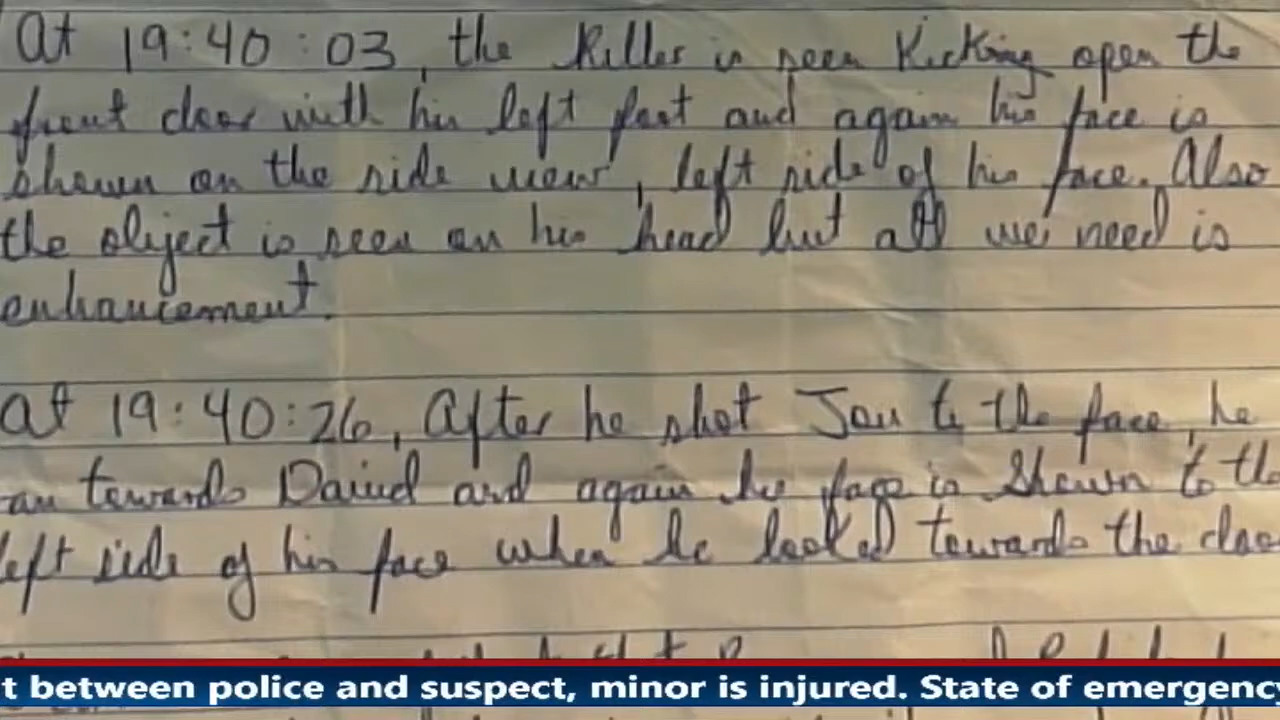 At 19:40:03, the killer is seen kicking open the
front door with his left foot and again his face is
shown on the side view, left side of his face. Also
the object is seen on his head but all we need is
enhancement.
At 19:40:26, After he shot Jon to the face, he
ran towards David and again his face is shown to the
left side of his face when he looked towards the doo
t between police and suspect, minor is injured. State of emergency